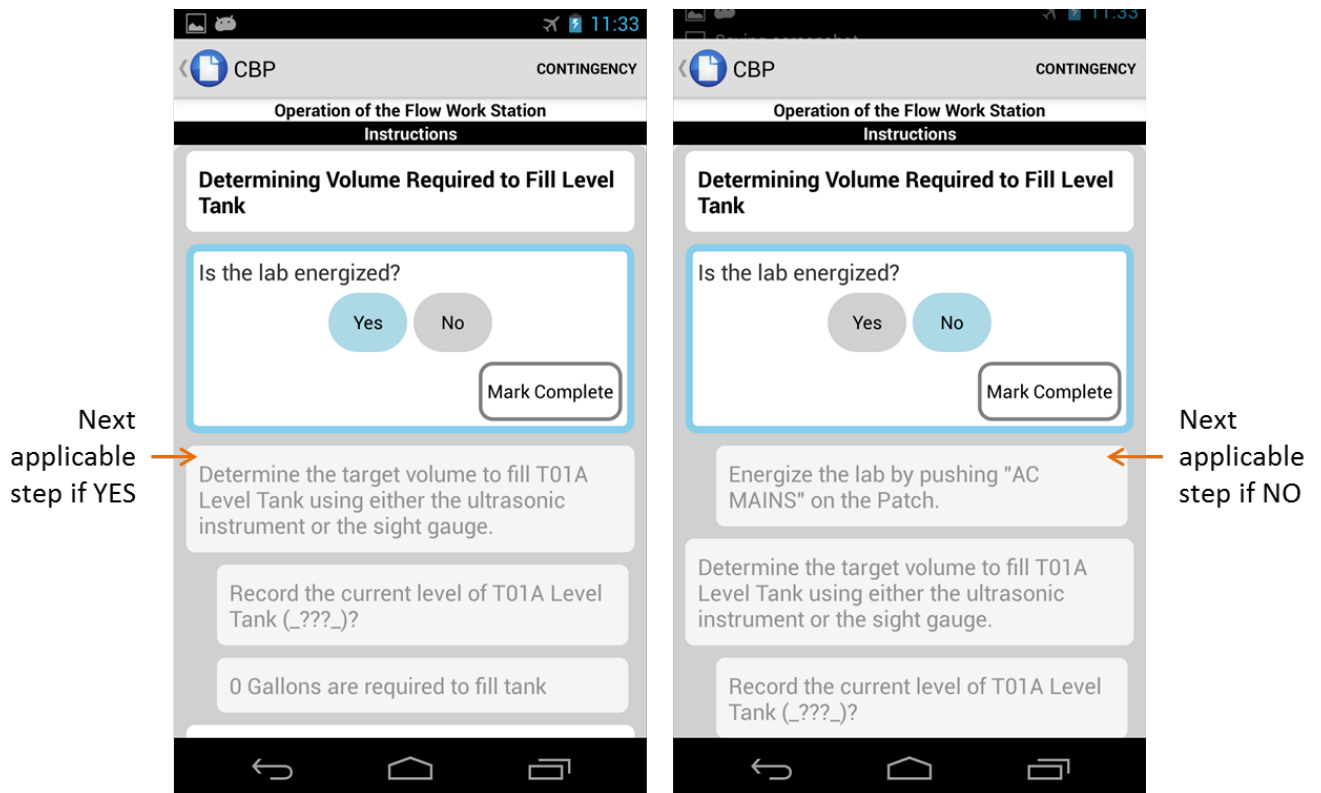 11:33
CBP
CONTINGENCY
Operation of the Flow Work Station
Instructions
Determining Volume Required to Fill Level
Tank
Is the lab energized?
Yes
No
Mark Complete
Next
applicable
step if YES
Determine the target volume to fill T01A
Level Tank using either the ultrasonic
instrument or the sight gauge.
Record the current level of T01A Level
Tank (_???_)?
0 Gallons are required to fill tank
11:33
Saving screenshot
CBP
CONTINGENCY
Operation of the Flow Work Station
Instructions
Determining Volume Required to Fill Level
Tank
Is the lab energized?
Yes
No
Mark Complete
Next
applicable
step if NO
Energize the lab by pushing "AC
MAINS" on the Patch.
Determine the target volume to fill T01A
Level Tank using either the ultrasonic
instrument or the sight gauge.
Record the current level of T01A Level
Tank (_???_)?